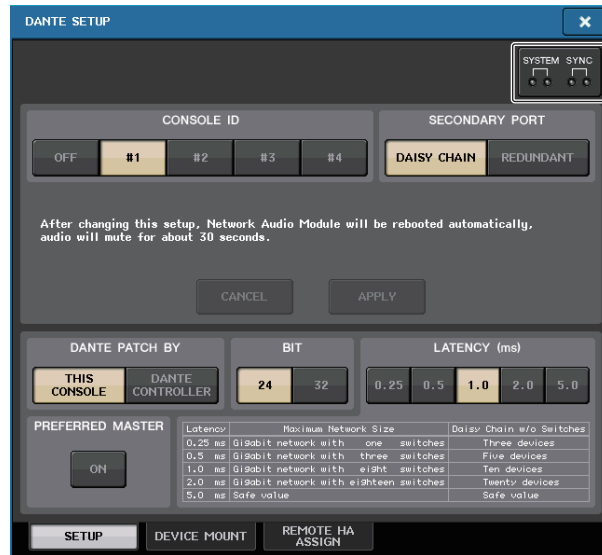 DANTE SETUP
SYSTEM SYNC
CONSOLE ID
OFF #1 #2 #3 #4
SECONDARY PORT
DAISY CHAIN REDUNDANT
After changing this setup, Network Audio Module will be rebooted automatically,
audio will mute for about 30 seconds.
CANCEL APPLY
DANTE PATCH BY
THIS CONSOLE DANTE CONTROLLER
BIT
24 32
LATENCY (ms)
0.25 0.5 1.0 2.0 5.0
PREFERRED MASTER
ON
Latency Maximum Network Size Daisy Chain w/o Switches
0.25 ms Gigabit network with one switches Three devices
0.5 ms Gigabit network with three switches Five devices
1.0 ms Gigabit network with eight switches Ten devices
2.0 ms Gigabit network with eighteen switches Twenty devices
5.0 ms Safe value Safe value
SETUP DEVICE MOUNT REMOTE HA ASSIGN